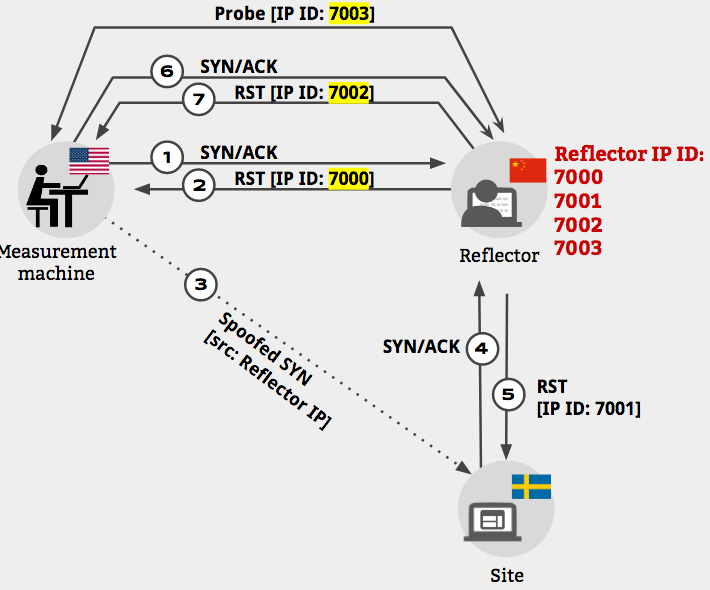 Probe [IP ID: 7003]
6 SYN/ACK
7 RST [IP ID: 7002]
1 SYN/ACK
2 RST [IP ID: 7000]
Reflector IP ID:
7000
7001
7002
7003
Measurement
machine
Reflector
3
Spoofed SYN
[src: Reflector IP]
SYN/ACK 4
5 RST
[IP ID: 7001]
Site